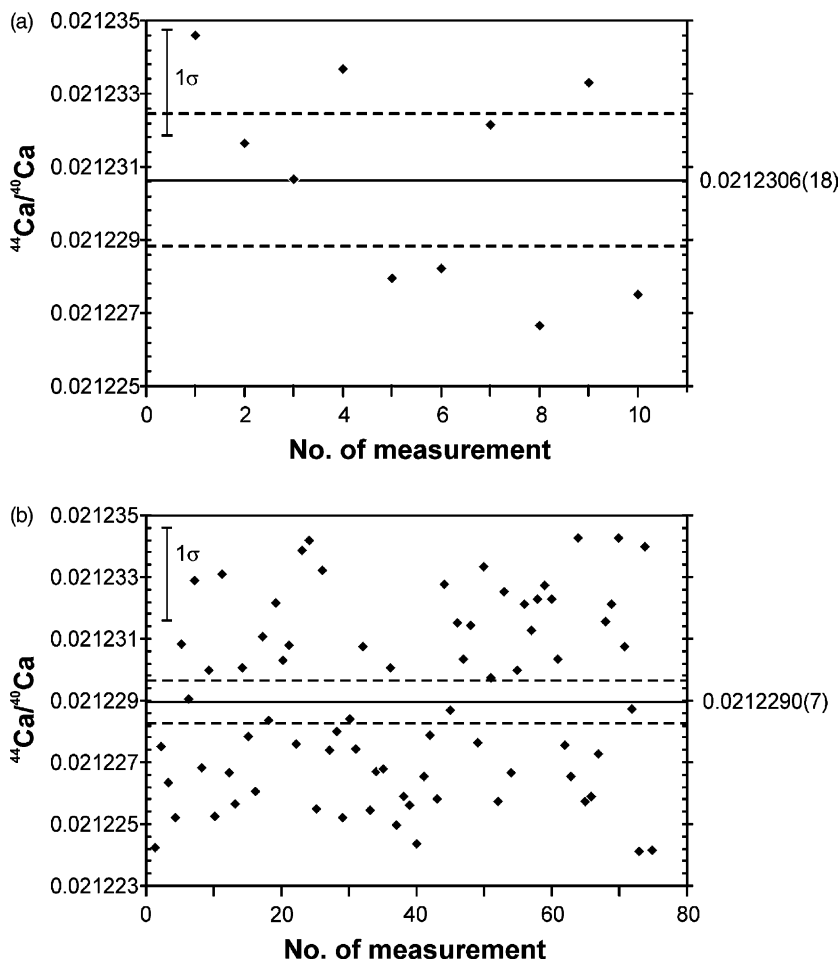 (a)
0.021235
0.021233
0.021231
0.021229
0.021227
0.021225
⁴⁴Ca/⁴⁰Ca
1σ
0.0212306(18)
0 2 4 6 8 10
No. of measurement
(b)
0.021235
0.021233
0.021231
0.021229
0.021227
0.021225
0.021223
⁴⁴Ca/⁴⁰Ca
1σ
0.0212290(7)
0 20 40 60 80
No. of measurement